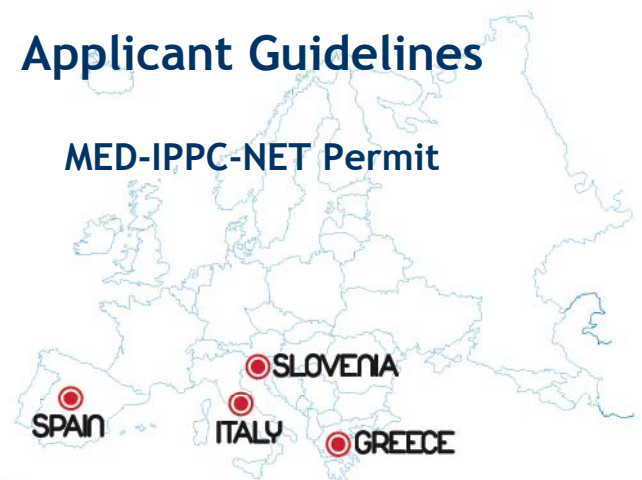 Applicant Guidelines
MED-IPPC-NET Permit
SLOVENIA
SPAIN
ITALY
GREECE